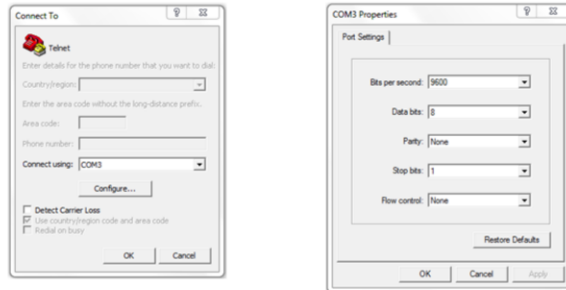 Connect To
Telnet
Enter details for the phone number that you want to dial:
Country/region:
Enter the area code without the long-distance prefix.
Area code:
Phone number:
Connect using: COM3
Configure...
Detect Carrier Loss
Use country/region code and area code
Redial on busy
OK Cancel
COM3 Properties
Port Settings
Bits per second: 9600
Data bits: 8
Parity: None
Stop bits: 1
Flow control: None
Restore Defaults
OK Cancel Apply